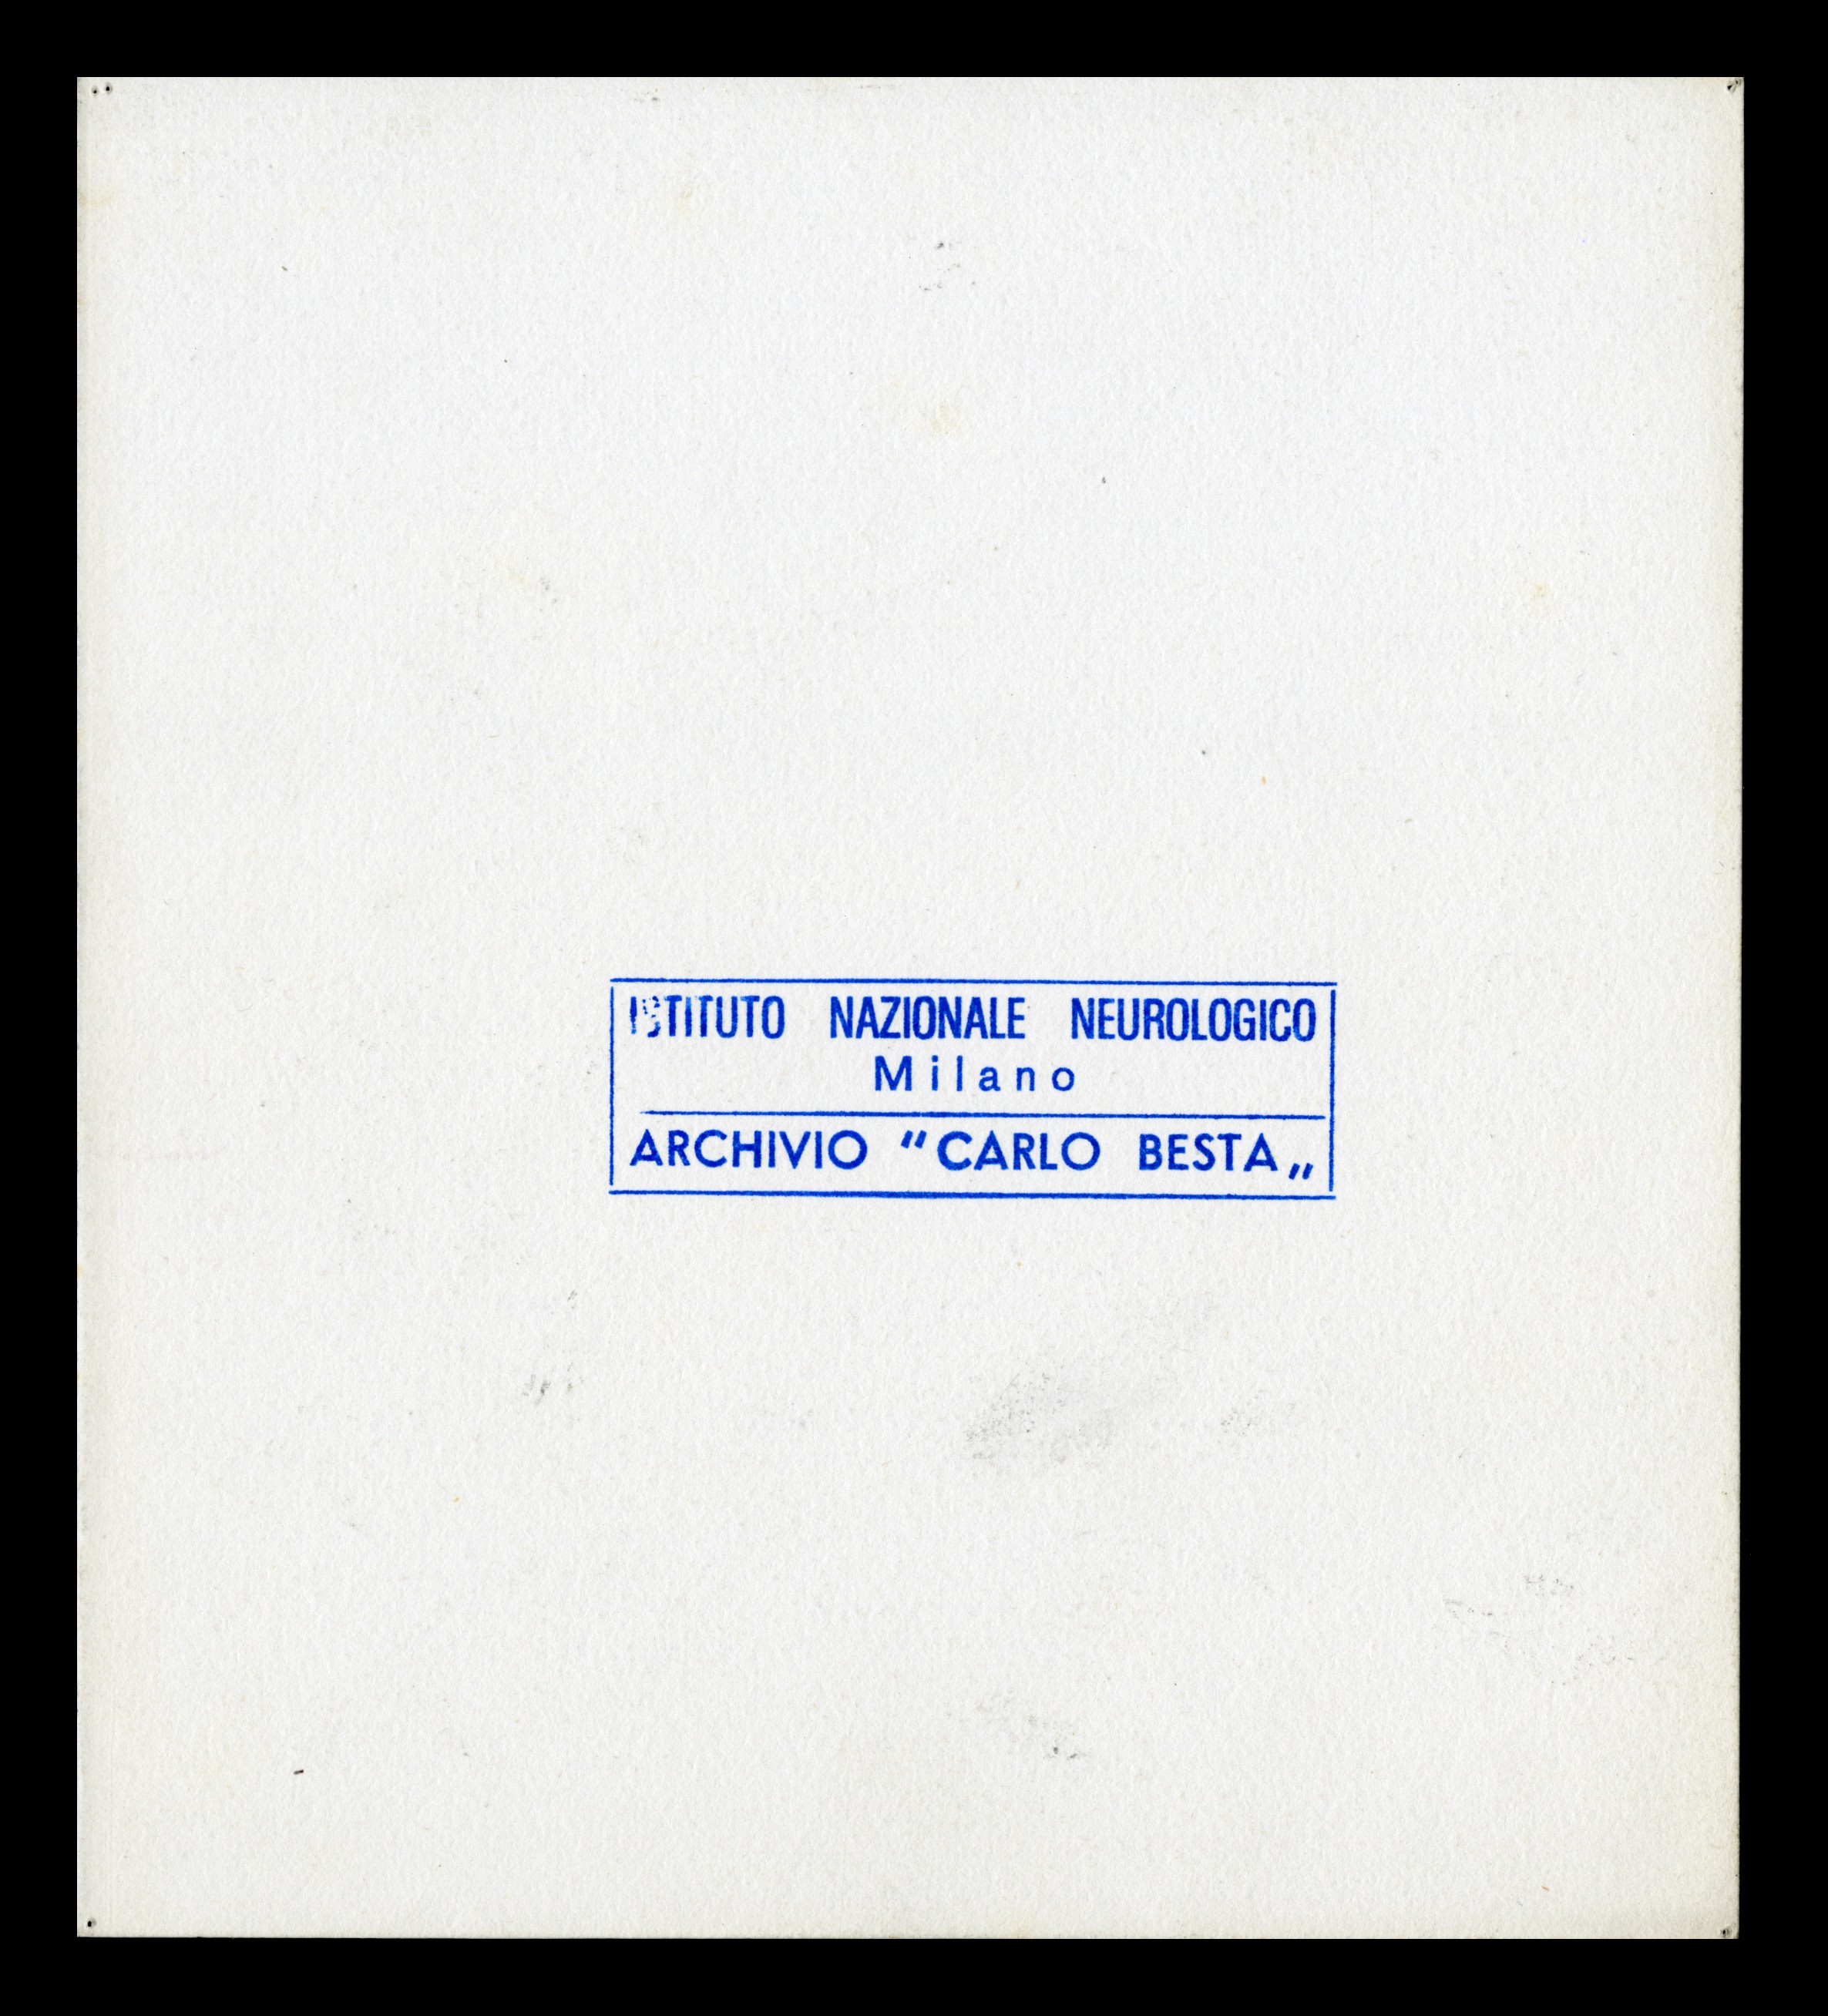 ISTITUTO NAZIONALE NEUROLOGICO
Milano
ARCHIVIO “CARLO BESTA„